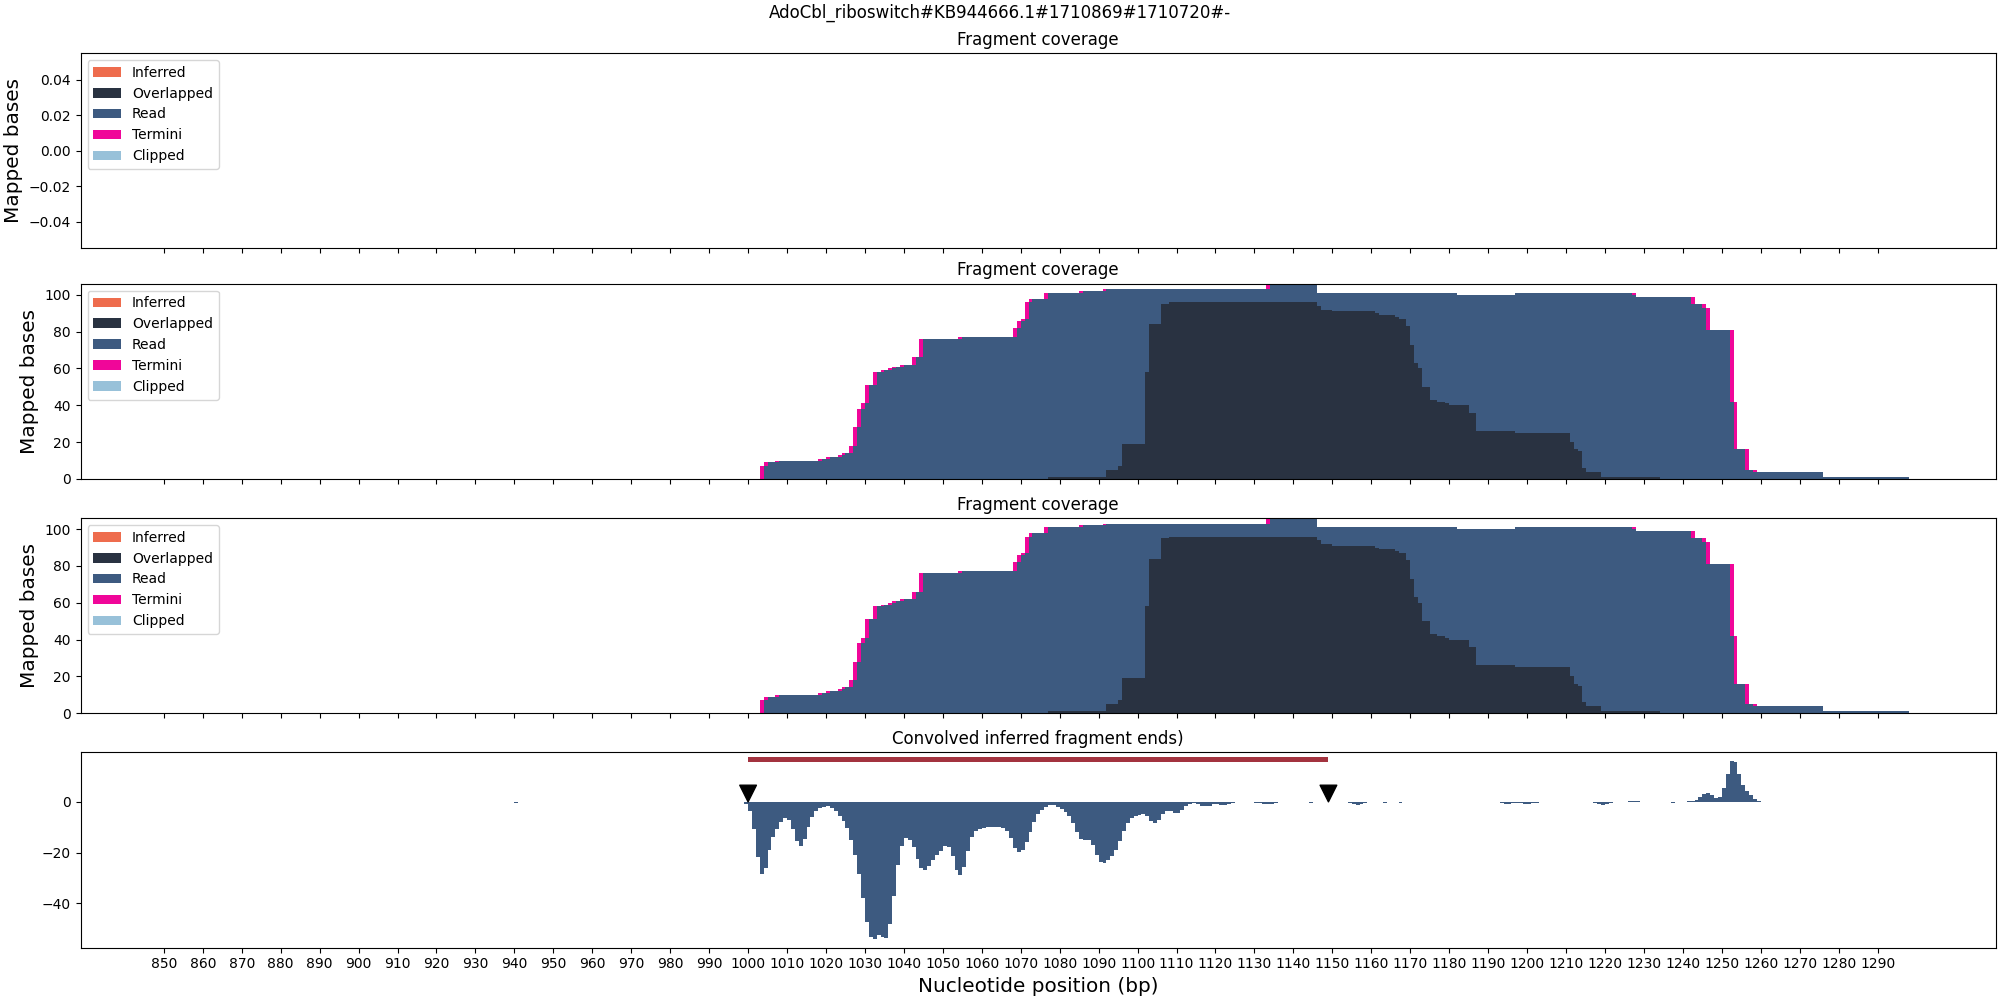 AdoCbl_riboswitch#KB944666.1#1710869#1710720#-
Fragment coverage
Mapped bases
0.04
0.02
0.00
−0.02
−0.04
Inferred
Overlapped
Read
Termini
Clipped
Fragment coverage
Mapped bases
100
80
60
40
20
0
Inferred
Overlapped
Read
Termini
Clipped
Fragment coverage
Mapped bases
100
80
60
40
20
0
Inferred
Overlapped
Read
Termini
Clipped
Convolved inferred fragment ends)
0
−20
−40
850 860 870 880 890 900 910 920 930 940 950 960 970 980 990 1000 1010 1020 1030 1040 1050 1060 1070 1080 1090 1100 1110 1120 1130 1140 1150 1160 1170 1180 1190 1200 1210 1220 1230 1240 1250 1260 1270 1280 1290
Nucleotide position (bp)